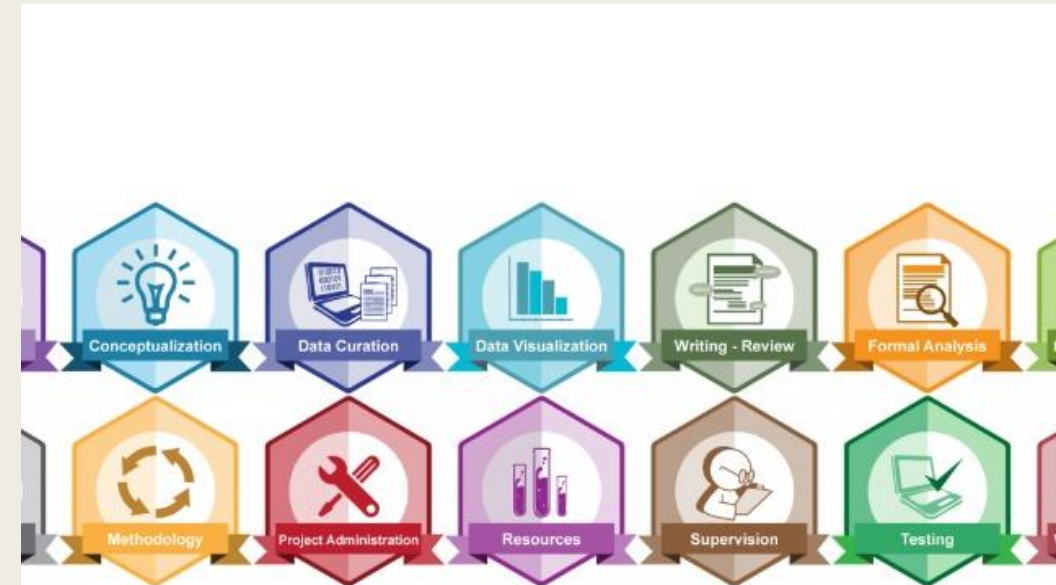 Conceptualization
Data Curation
Data Visualization
Writing - Review
Formal Analysis
Methodology
Project Administration
Resources
Supervision
Testing